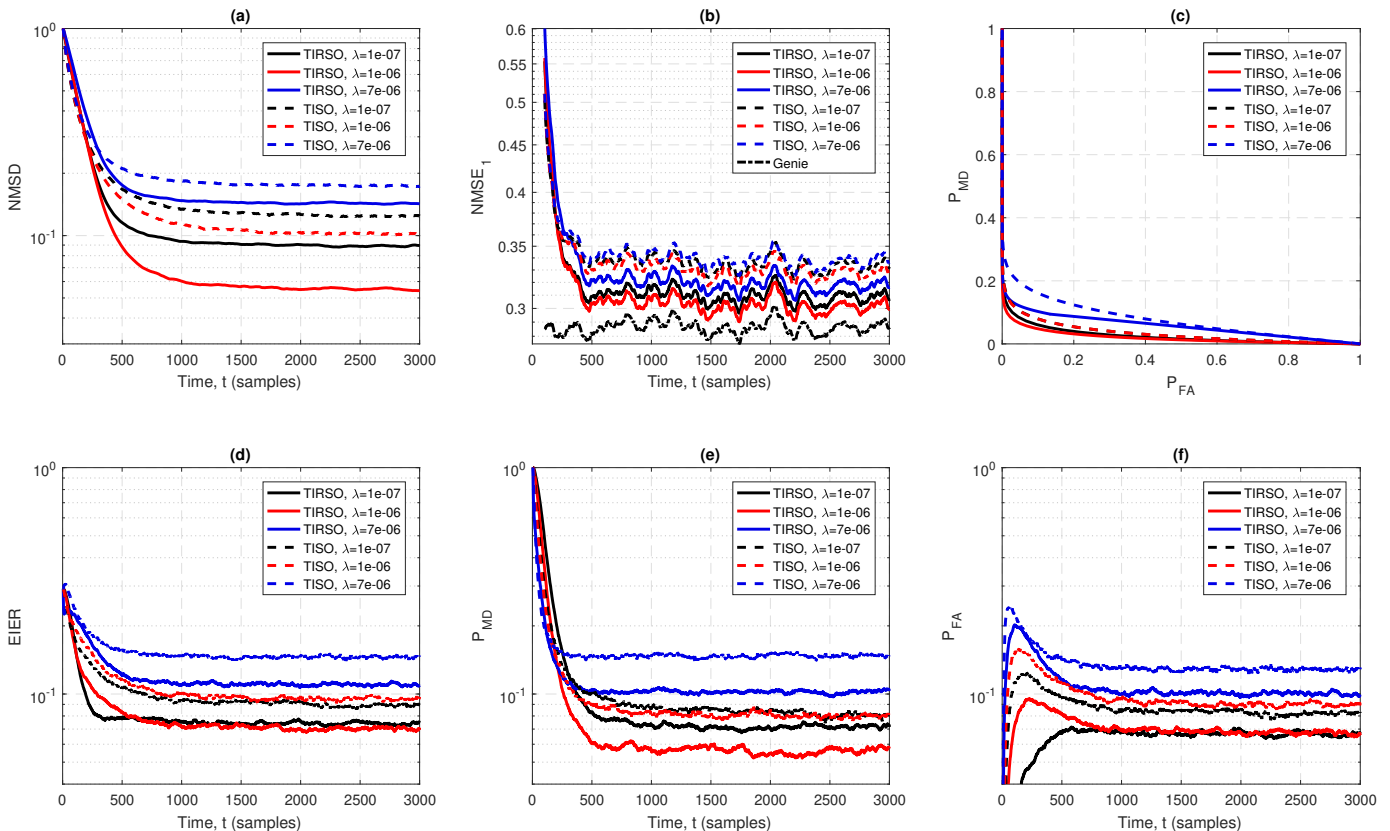 (a)
NMSD
10^0
10^-1
0
500
1000
1500
2000
2500
3000
Time, t (samples)
TIRSO, λ=1e-07
TIRSO, λ=1e-06
TIRSO, λ=7e-06
TISO, λ=1e-07
TISO, λ=1e-06
TISO, λ=7e-06
(b)
NMSE_1
0.6
0.55
0.5
0.45
0.4
0.35
0.3
0
500
1000
1500
2000
2500
3000
Time, t (samples)
TIRSO, λ=1e-07
TIRSO, λ=1e-06
TIRSO, λ=7e-06
TISO, λ=1e-07
TISO, λ=1e-06
TISO, λ=7e-06
Genie
(c)
P_MD
1
0.8
0.6
0.4
0.2
0
0
0.2
0.4
0.6
0.8
1
P_FA
TIRSO, λ=1e-07
TIRSO, λ=1e-06
TIRSO, λ=7e-06
TISO, λ=1e-07
TISO, λ=1e-06
TISO, λ=7e-06
(d)
EIER
10^0
10^-1
0
500
1000
1500
2000
2500
3000
Time, t (samples)
TIRSO, λ=1e-07
TIRSO, λ=1e-06
TIRSO, λ=7e-06
TISO, λ=1e-07
TISO, λ=1e-06
TISO, λ=7e-06
(e)
P_MD
10^0
10^-1
0
500
1000
1500
2000
2500
3000
Time, t (samples)
TIRSO, λ=1e-07
TIRSO, λ=1e-06
TIRSO, λ=7e-06
TISO, λ=1e-07
TISO, λ=1e-06
TISO, λ=7e-06
(f)
P_FA
10^0
10^-1
0
500
1000
1500
2000
2500
3000
Time, t (samples)
TIRSO, λ=1e-07
TIRSO, λ=1e-06
TIRSO, λ=7e-06
TISO, λ=1e-07
TISO, λ=1e-06
TISO, λ=7e-06